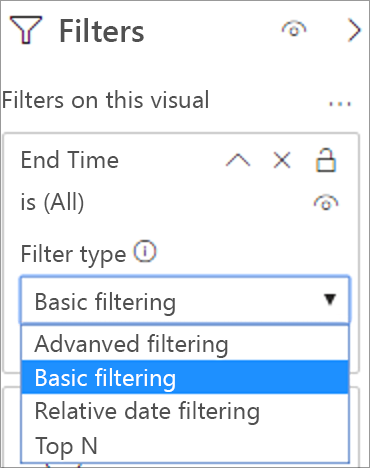 Filters
Filters on this visual
...
End Time
is (All)
Filter type
Basic filtering
Advanved filtering
Basic filtering
Relative date filtering
Top N